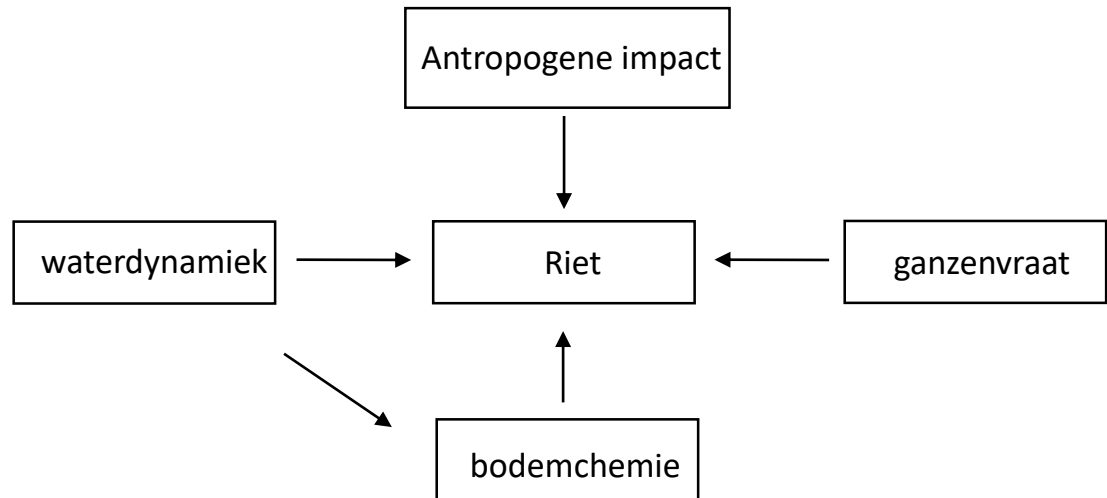 Antropogene impact
waterdynamiek
Riet
ganzenvraat
bodemchemie